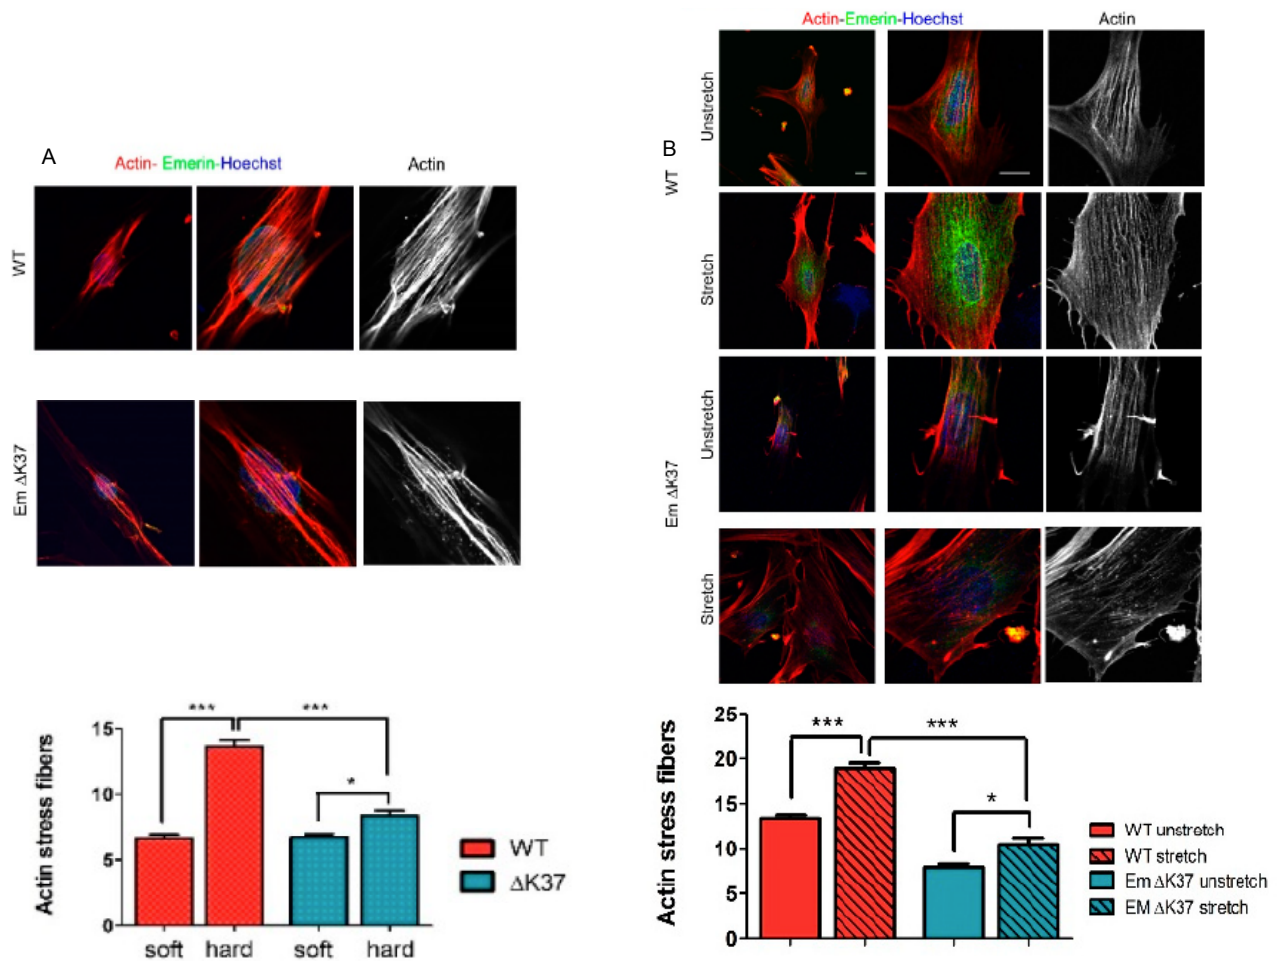 A
Actin- Emerin-Hoechst
Actin
WT
Em ΔK37
Actin stress fibers
15
10
5
0
***
***
*
soft
hard
soft
hard
WT
ΔK37
B
Actin-Emerin-Hoechst
Actin
WT
Unstretch
Stretch
Em ΔK37
Unstretch
Stretch
Actin stress fibers
25
20
15
10
5
0
***
***
*
WT unstretch
WT stretch
Em ΔK37 unstretch
EM ΔK37 stretch